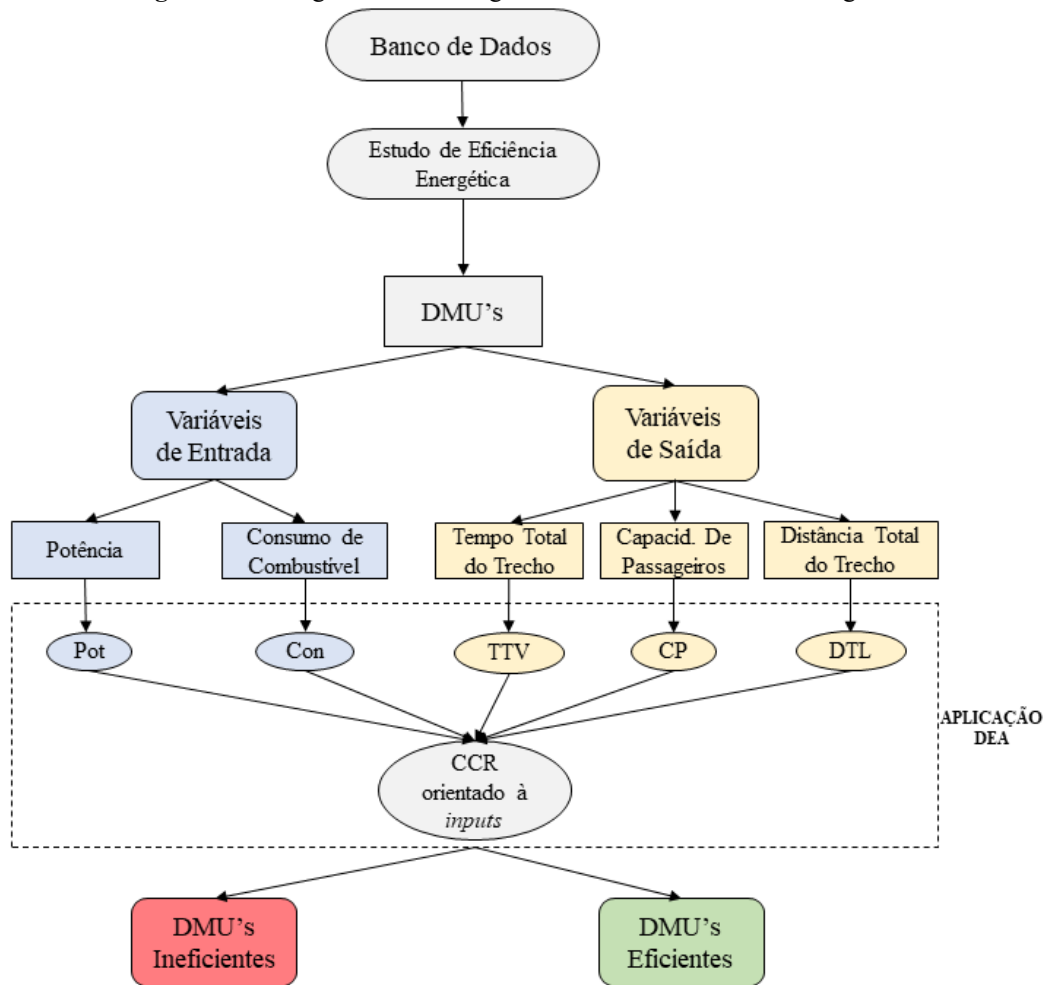 Banco de Dados
Estudo de Eficiência
Energética
DMU's
Variáveis
de Entrada
Variáveis
de Saída
Potência
Consumo de
Combustível
Tempo Total
do Trecho
Capacid. De
Passageiros
Distância Total
do Trecho
Pot
Con
TTV
CP
DTL
APLICAÇÃO
DEA
CCR
orientado à
inputs
DMU's
Ineficientes
DMU's
Eficientes